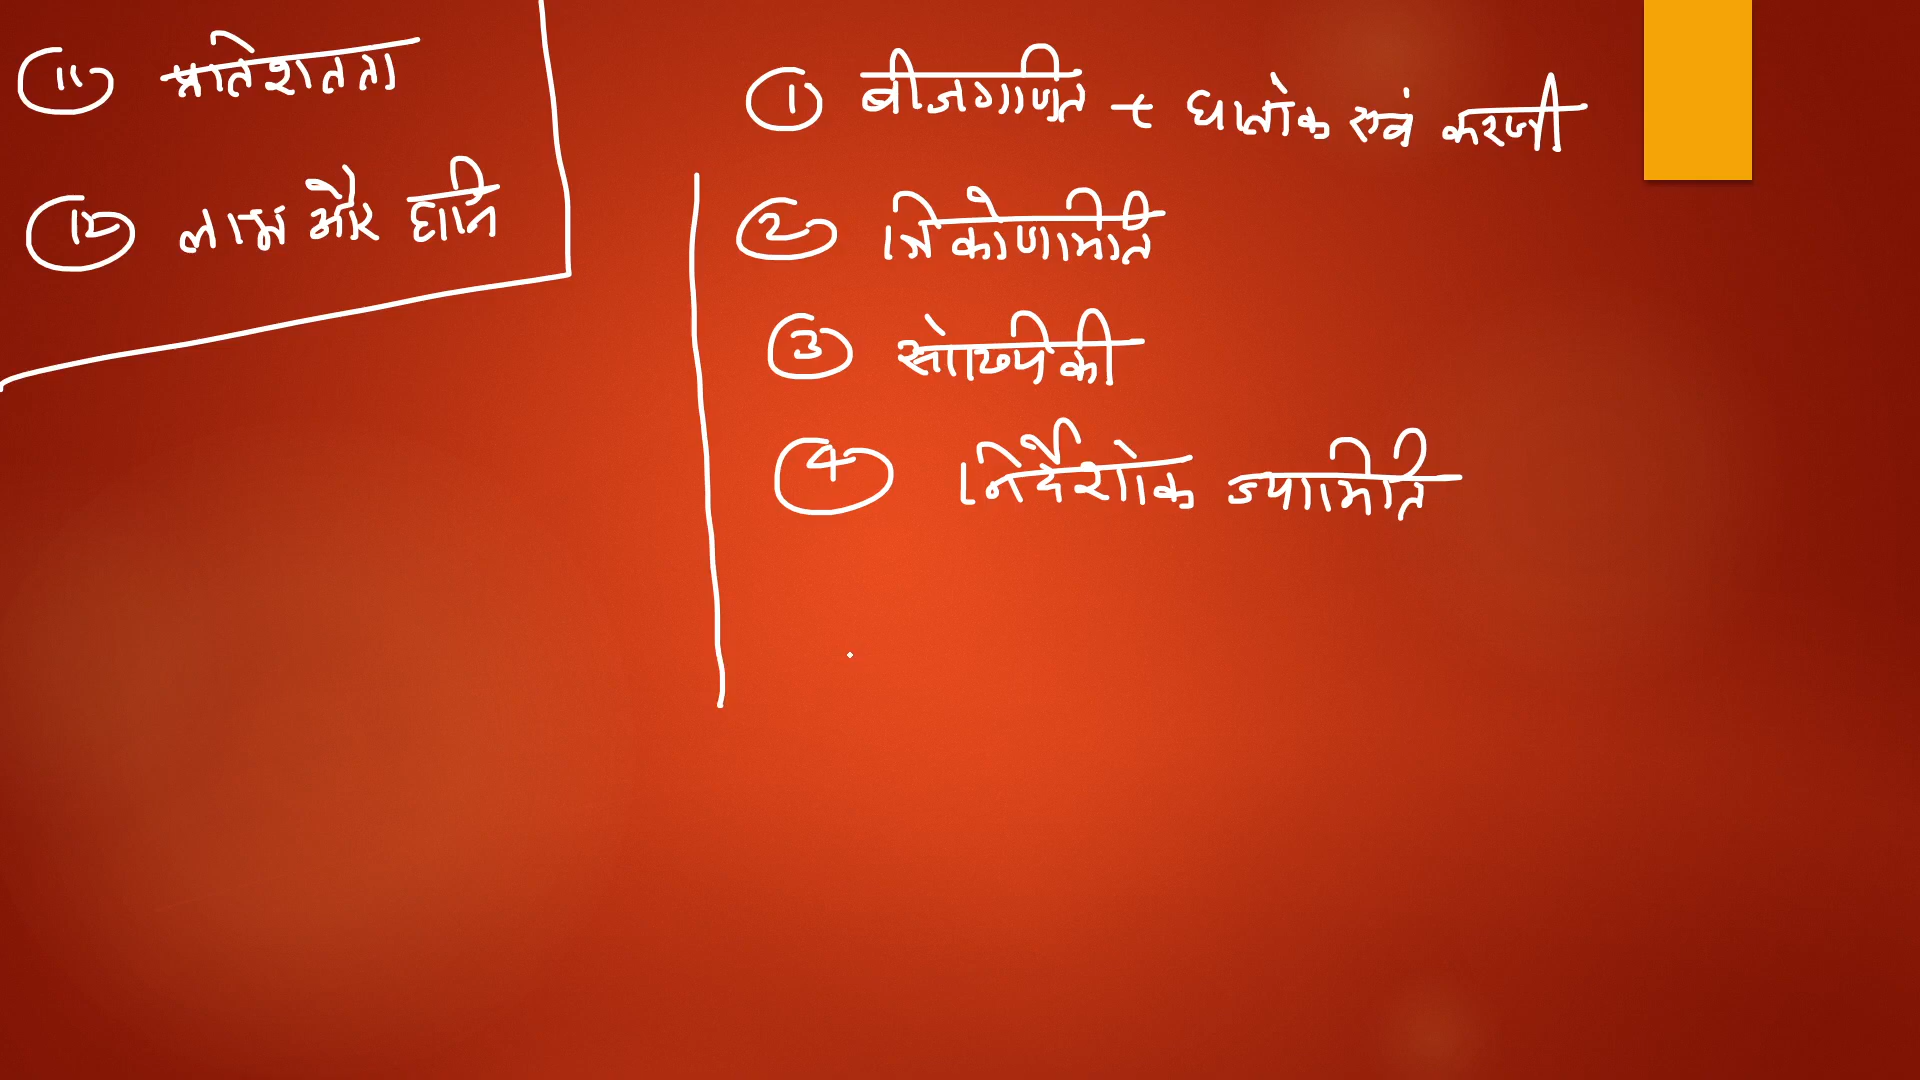 (11) प्रतिशतता
(12) लाभ और हानि
(1) बीजगणित + घातांक एवं करणी
(2) त्रिकोणमिति
(3) सांख्यिकी
(4) निर्देशांक ज्यामिति